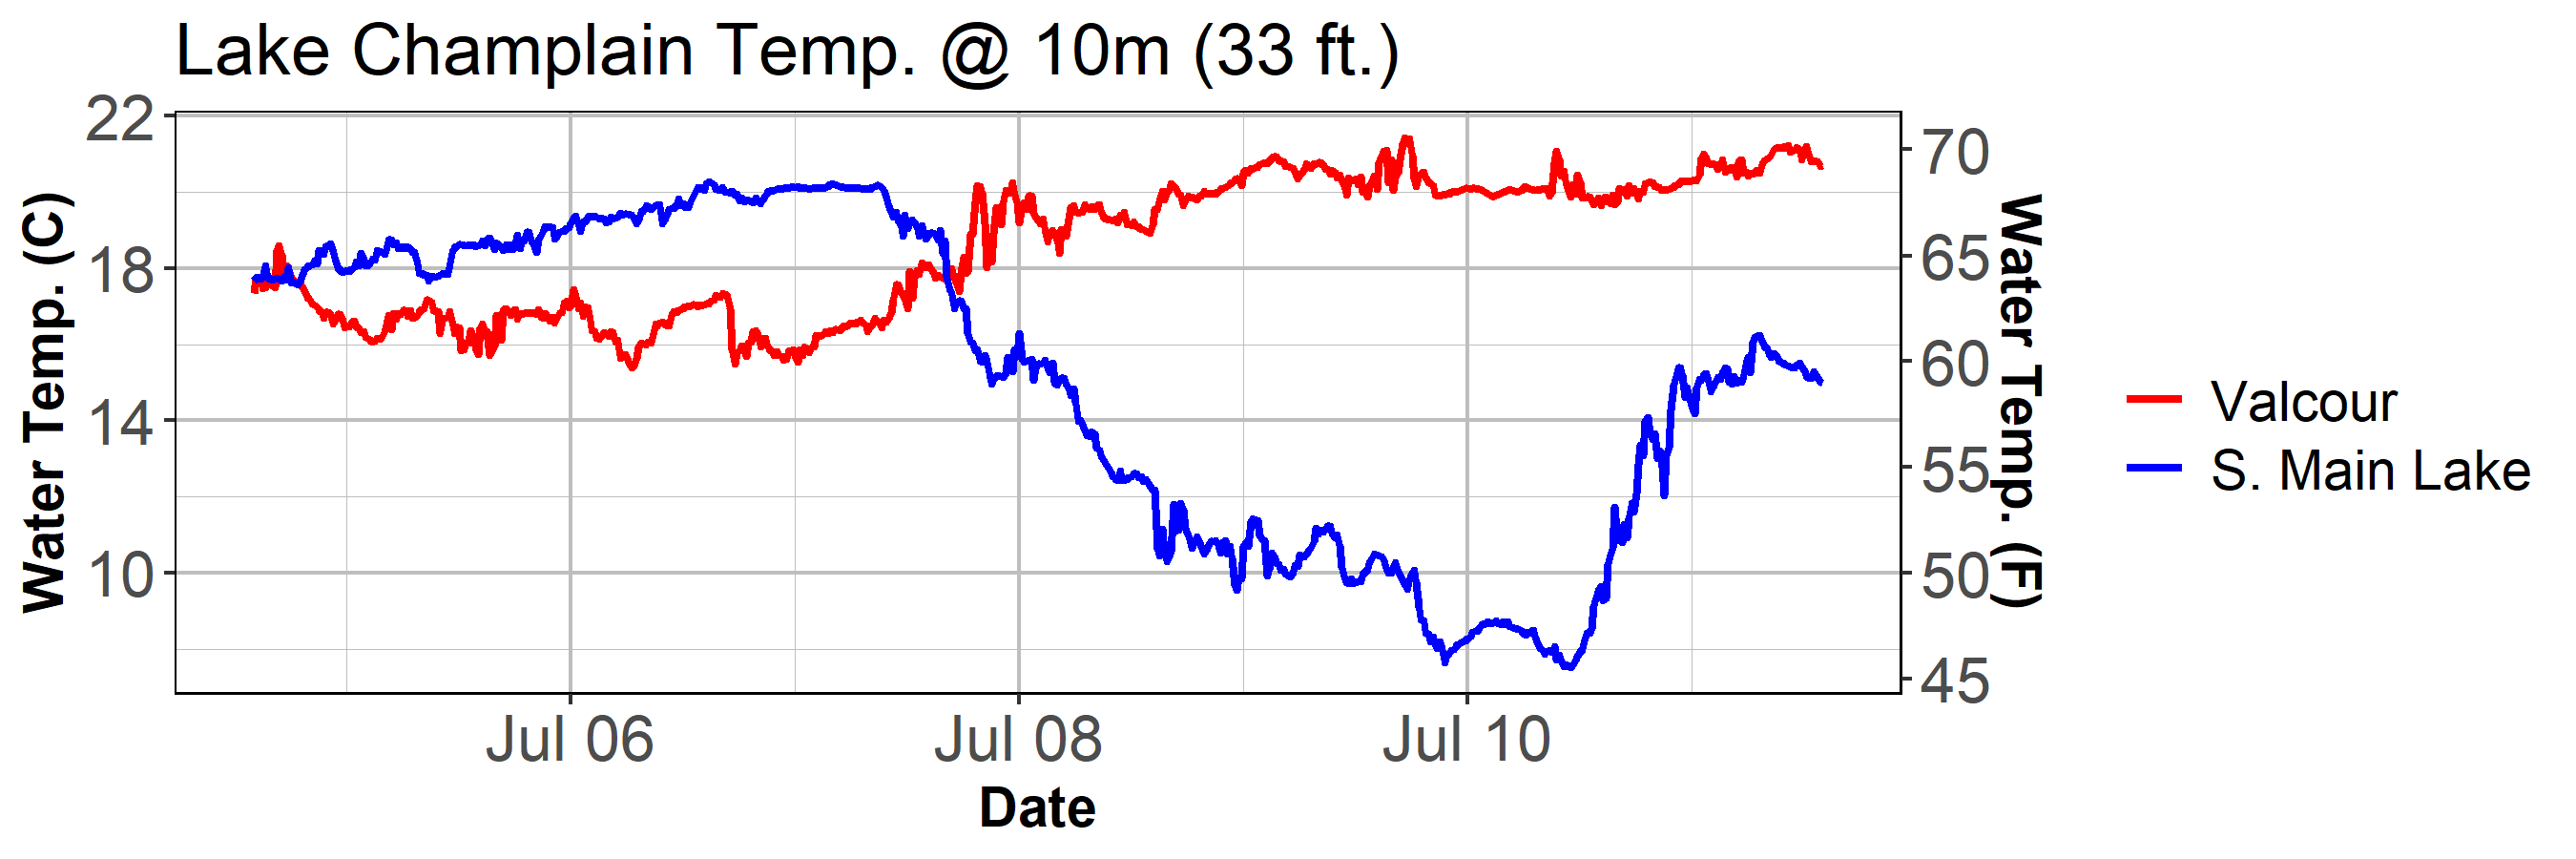 Lake Champlain Temp. @ 10m (33 ft.)
Water Temp. (C)
22
18
14
10
70
65
60
55
50
45
Water Temp. (F)
Jul 06
Jul 08
Jul 10
Date
Valcour
S. Main Lake